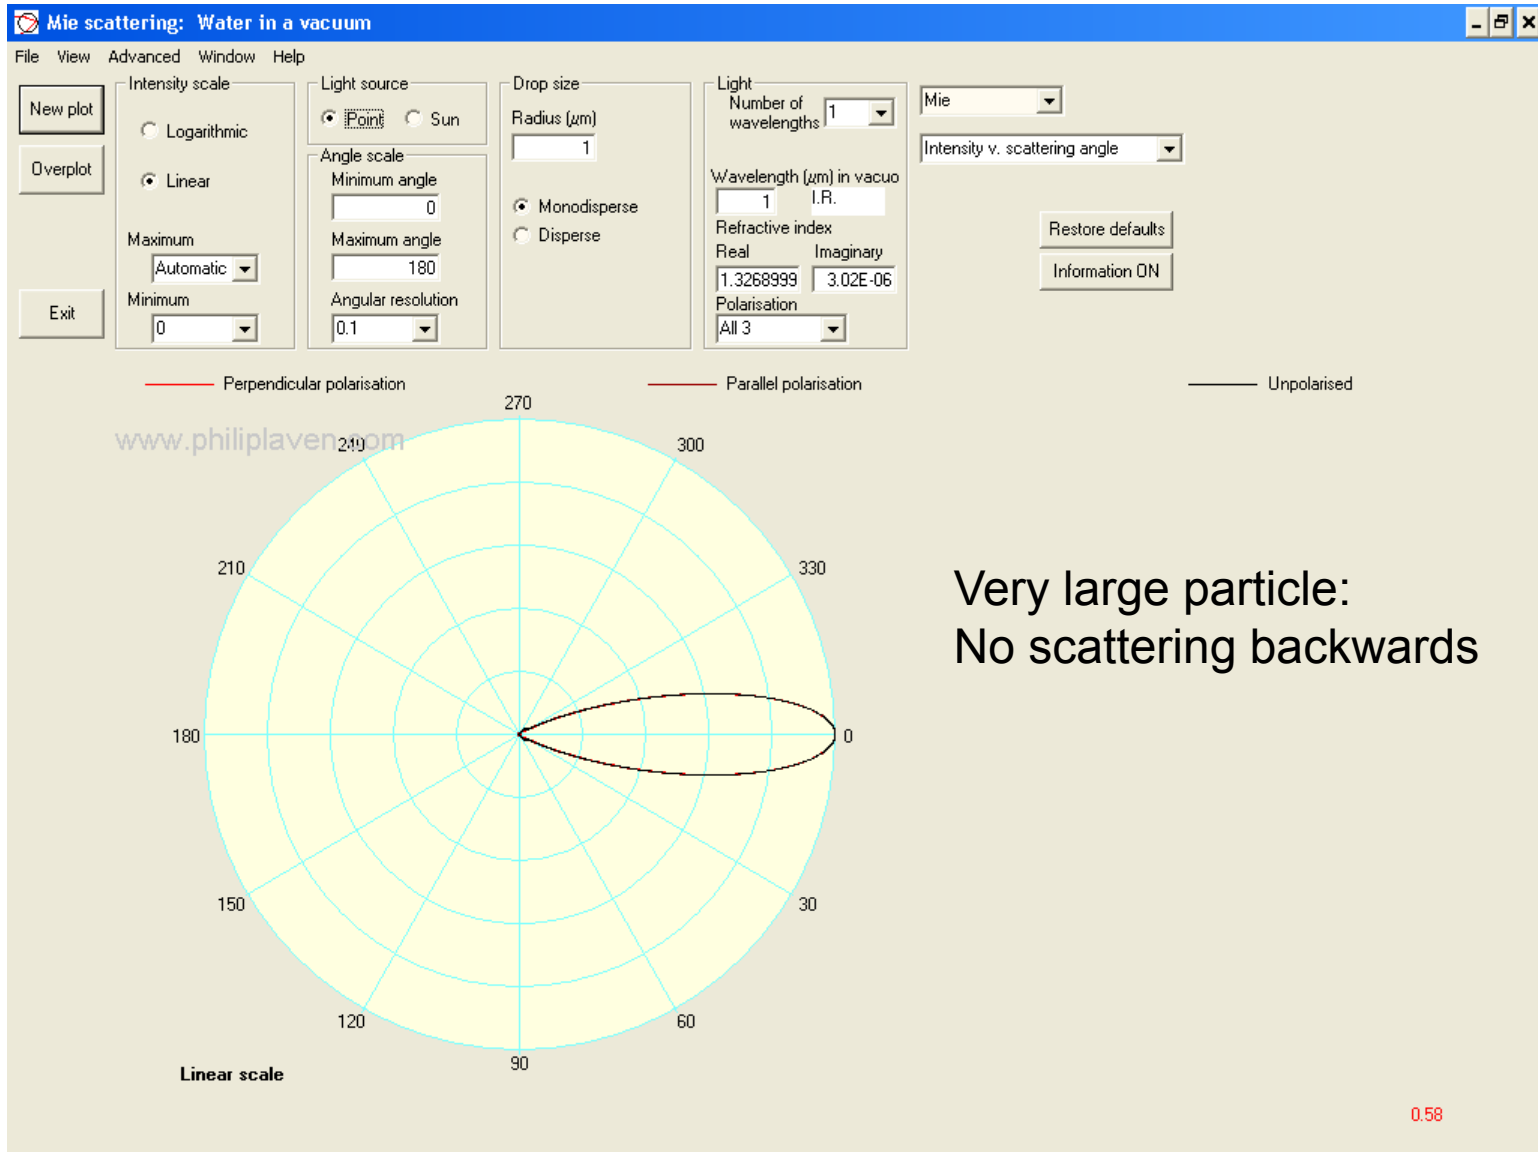 Mie scattering: Water in a vacuum
File View Advanced Window Help
New plot
Overplot
Exit
Intensity scale
Logarithmic
Linear
Maximum
Automatic
Minimum
0
Light source
Point Sun
Angle scale
Minimum angle
0
Maximum angle
180
Angular resolution
0.1
Drop size
Radius (µm)
1
Monodisperse
Disperse
Light
Number of
wavelengths 1
Wavelength (µm) in vacuo
1 I.R.
Refractive index
Real Imaginary
1.3268999 3.02E-06
Polarisation
All 3
Mie
Intensity v. scattering angle
Restore defaults
Information ON
Perpendicular polarisation Parallel polarisation Unpolarised
www.philiplaven.com
270
240 300
210 330
180 0
150 30
120 60
90
Very large particle:
No scattering backwards
Linear scale
0.58